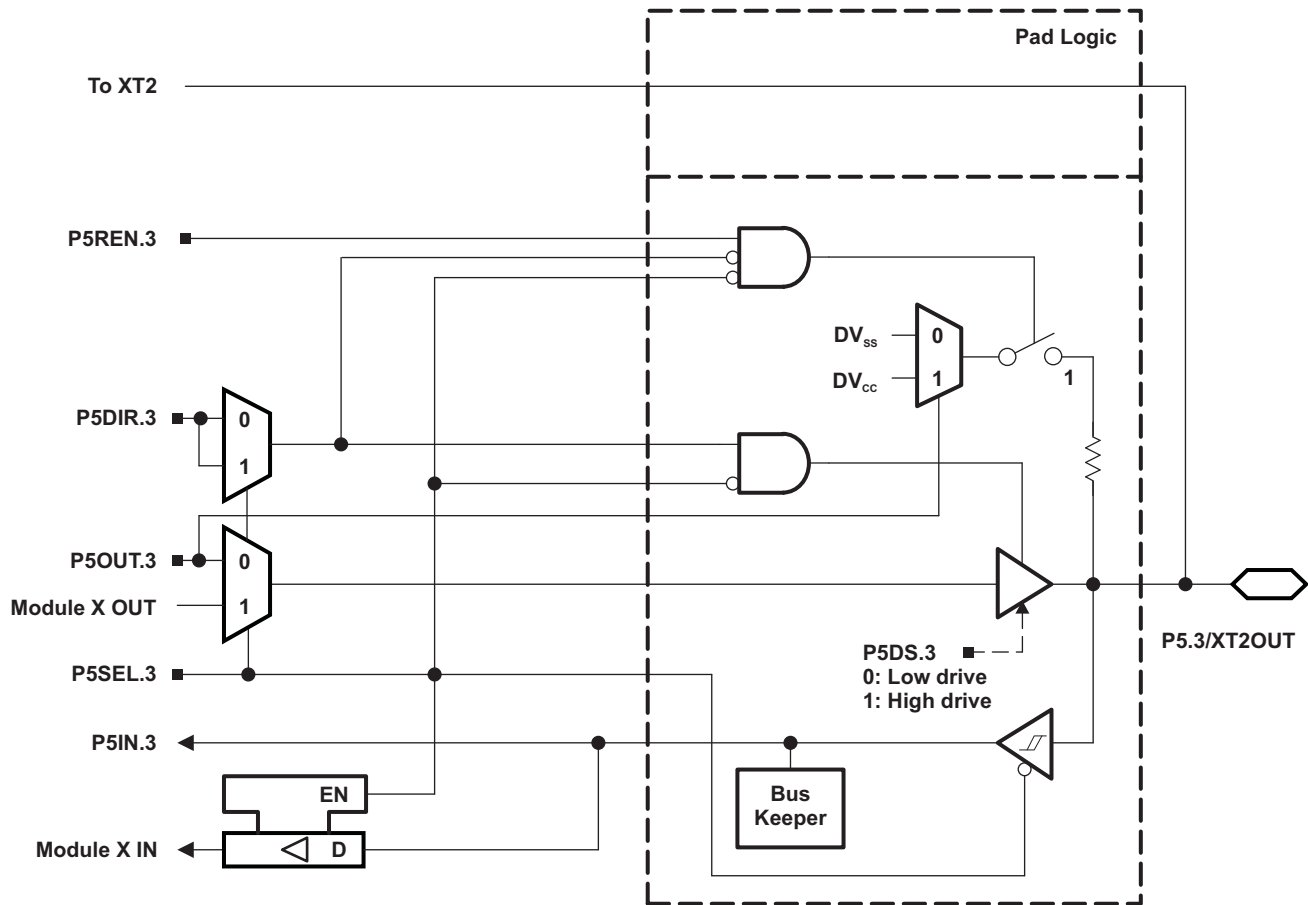 Pad Logic
To XT2
P5REN.3
DVSS
0
DVCC
1
1
P5DIR.3
0
1
P5OUT.3
0
Module X OUT
1
P5SEL.3
P5DS.3
0: Low drive
1: High drive
P5.3/XT2OUT
P5IN.3
EN
Bus
Keeper
Module X IN
D